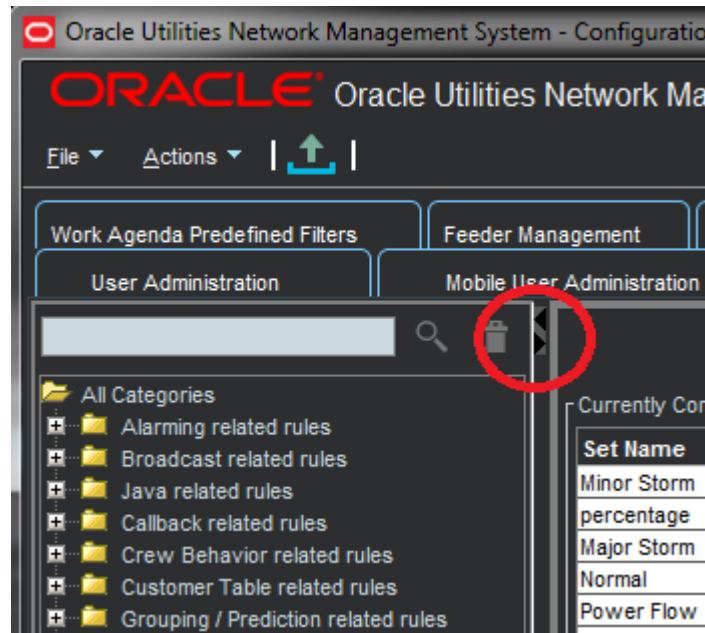 Oracle Utilities Network Management System - Configuratio
ORACLE Oracle Utilities Network Ma
File Actions
Work Agenda Predefined Filters Feeder Management
User Administration Mobile User Administration
All Categories
Alarming related rules
Broadcast related rules
Java related rules
Callback related rules
Crew Behavior related rules
Customer Table related rules
Grouping / Prediction related rules
Currently Con
Set Name
Minor Storm
percentage
Major Storm
Normal
Power Flow